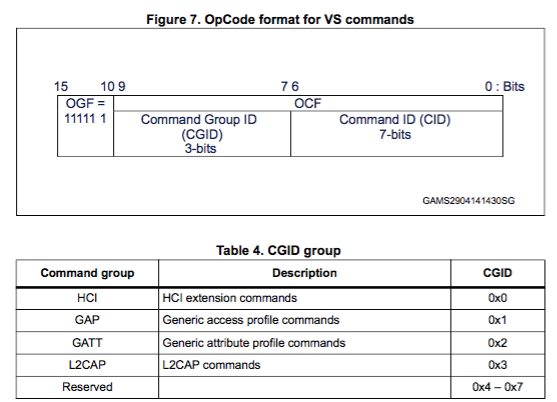 Figure 7. OpCode format for VS commands
15 10 9 7 6 0 : Bits
OGF = OCF
11111 1 Command Group ID Command ID (CID)
(CGID) 7-bits
3-bits
GAMS2904141430SG
Table 4. CGID group
Command group Description CGID
HCI HCI extension commands 0x0
GAP Generic access profile commands 0x1
GATT Generic attribute profile commands 0x2
L2CAP L2CAP commands 0x3
Reserved 0x4 – 0x7